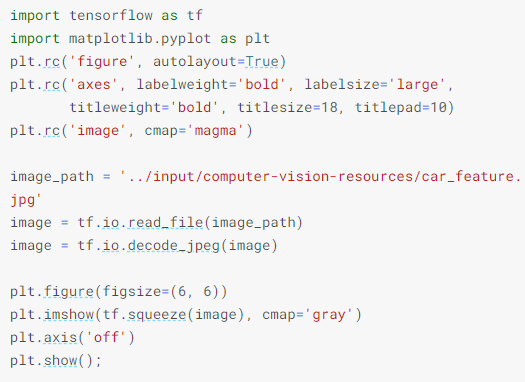 import tensorflow as tf
import matplotlib.pyplot as plt
plt.rc('figure', autolayout=True)
plt.rc('axes', labelweight='bold', labelsize='large',
       titleweight='bold', titlesize=18, titlepad=10)
plt.rc('image', cmap='magma')

image_path = '../input/computer-vision-resources/car_feature.
jpg'
image = tf.io.read_file(image_path)
image = tf.io.decode_jpeg(image)

plt.figure(figsize=(6, 6))
plt.imshow(tf.squeeze(image), cmap='gray')
plt.axis('off')
plt.show();